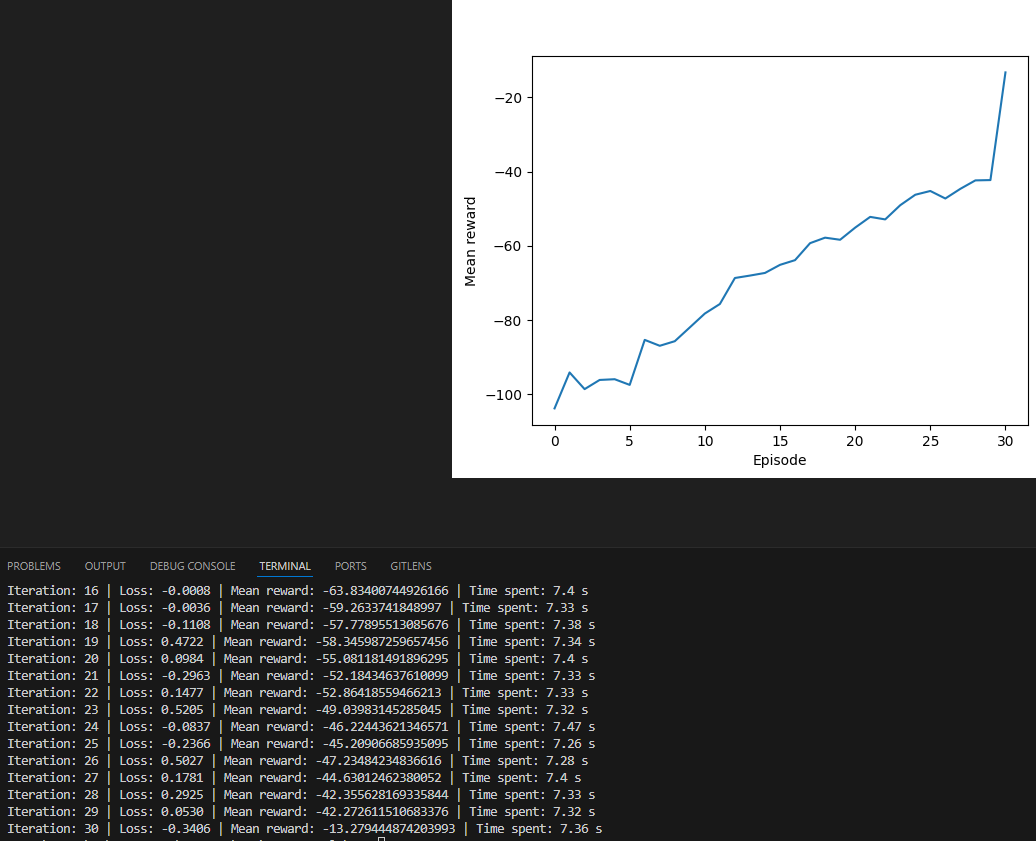 −20
−40
−60
−80
−100
Mean reward
0 5 10 15 20 25 30
Episode
PROBLEMS OUTPUT DEBUG CONSOLE TERMINAL PORTS GITLENS
Iteration: 16 | Loss: -0.0008 | Mean reward: -63.83400744926166 | Time spent: 7.4 s
Iteration: 17 | Loss: -0.0036 | Mean reward: -59.2633741848997 | Time spent: 7.33 s
Iteration: 18 | Loss: -0.1108 | Mean reward: -57.77895513085676 | Time spent: 7.38 s
Iteration: 19 | Loss: 0.4722 | Mean reward: -58.345987259657456 | Time spent: 7.34 s
Iteration: 20 | Loss: 0.0984 | Mean reward: -55.081181491896295 | Time spent: 7.4 s
Iteration: 21 | Loss: -0.2963 | Mean reward: -52.18434637610099 | Time spent: 7.33 s
Iteration: 22 | Loss: 0.1477 | Mean reward: -52.86418559466213 | Time spent: 7.33 s
Iteration: 23 | Loss: 0.5205 | Mean reward: -49.03983145285045 | Time spent: 7.32 s
Iteration: 24 | Loss: -0.0837 | Mean reward: -46.22443621346571 | Time spent: 7.47 s
Iteration: 25 | Loss: -0.2366 | Mean reward: -45.20906685935095 | Time spent: 7.26 s
Iteration: 26 | Loss: 0.5027 | Mean reward: -47.23484234836616 | Time spent: 7.28 s
Iteration: 27 | Loss: 0.1781 | Mean reward: -44.63012462380052 | Time spent: 7.4 s
Iteration: 28 | Loss: 0.2925 | Mean reward: -42.355628169335844 | Time spent: 7.33 s
Iteration: 29 | Loss: 0.0530 | Mean reward: -42.272611510683376 | Time spent: 7.32 s
Iteration: 30 | Loss: -0.3406 | Mean reward: -13.279444874203993 | Time spent: 7.36 s